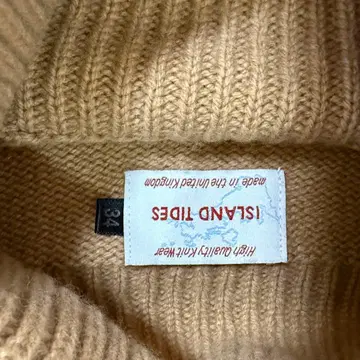 High Quality Knit Wear
ISLAND TIDES
made in the United Kingdom
34